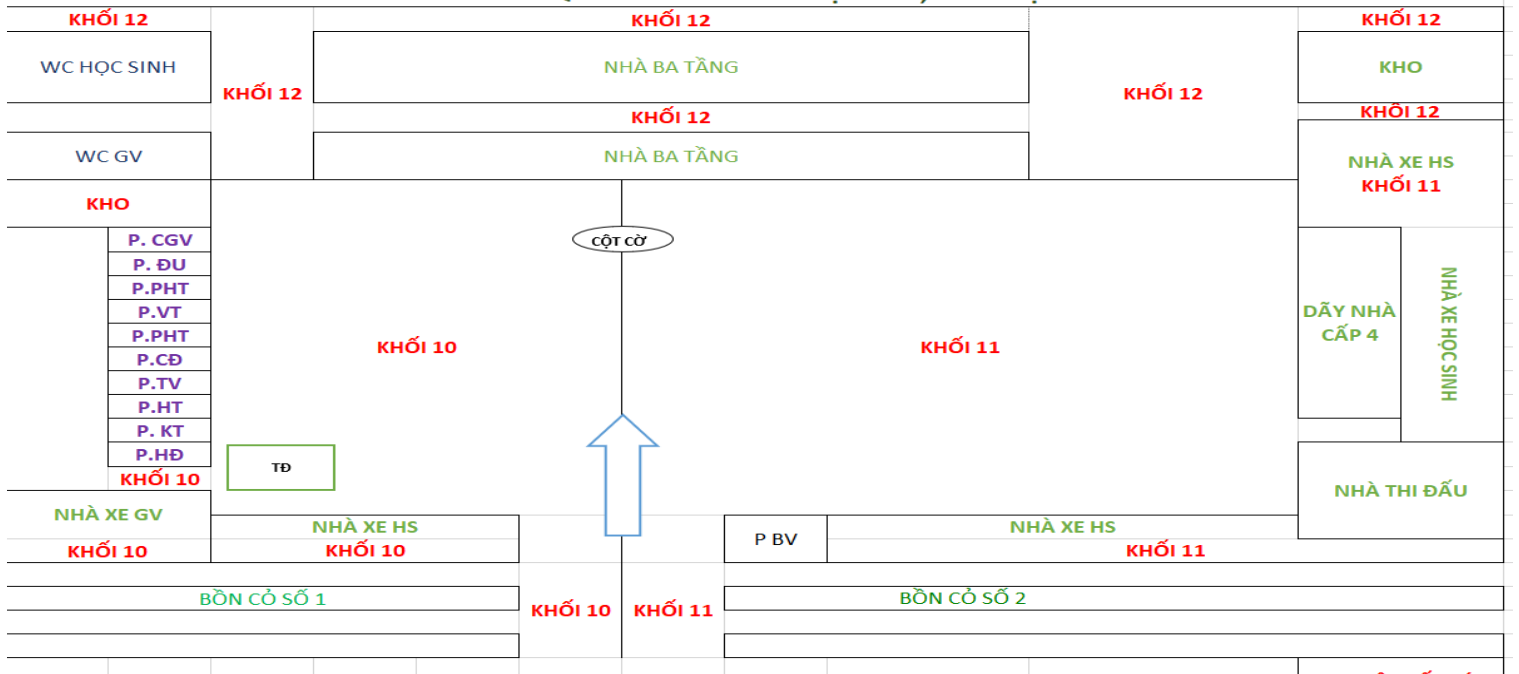 KHỐI 12
KHỐI 12
KHỐI 12
WC HỌC SINH
NHÀ BA TẦNG
KHO
KHỐI 12
KHỐI 12
KHỐI 12
KHỐI 12
WC GV
NHÀ BA TẦNG
NHÀ XE HS
KHỐI 11
KHO
P. CGV
CỘT CỜ
P. ĐU
P.PHT
P.VT
P.PHT
P.CĐ
P.TV
P.HT
P. KT
P.HĐ
KHỐI 10
KHỐI 10
KHỐI 11
DÃY NHÀ
CẤP 4
NHÀ XE HỌC SINH
TĐ
NHÀ THI ĐẤU
NHÀ XE GV
NHÀ XE HS
P BV
NHÀ XE HS
KHỐI 10
KHỐI 10
KHỐI 11
BỒN CỎ SỐ 1
KHỐI 10
KHỐI 11
BỒN CỎ SỐ 2